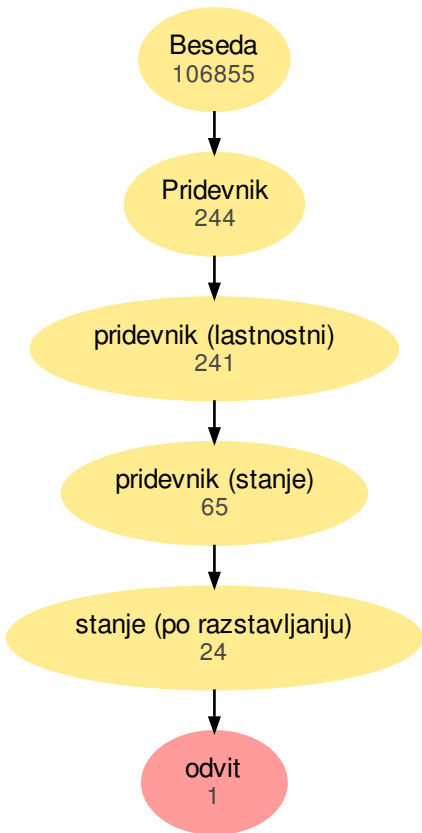 Beseda
106855
Pridevnik
244
pridevnik (lastnostni)
241
pridevnik (stanje)
65
stanje (po razstavljanju)
24
odvit
1